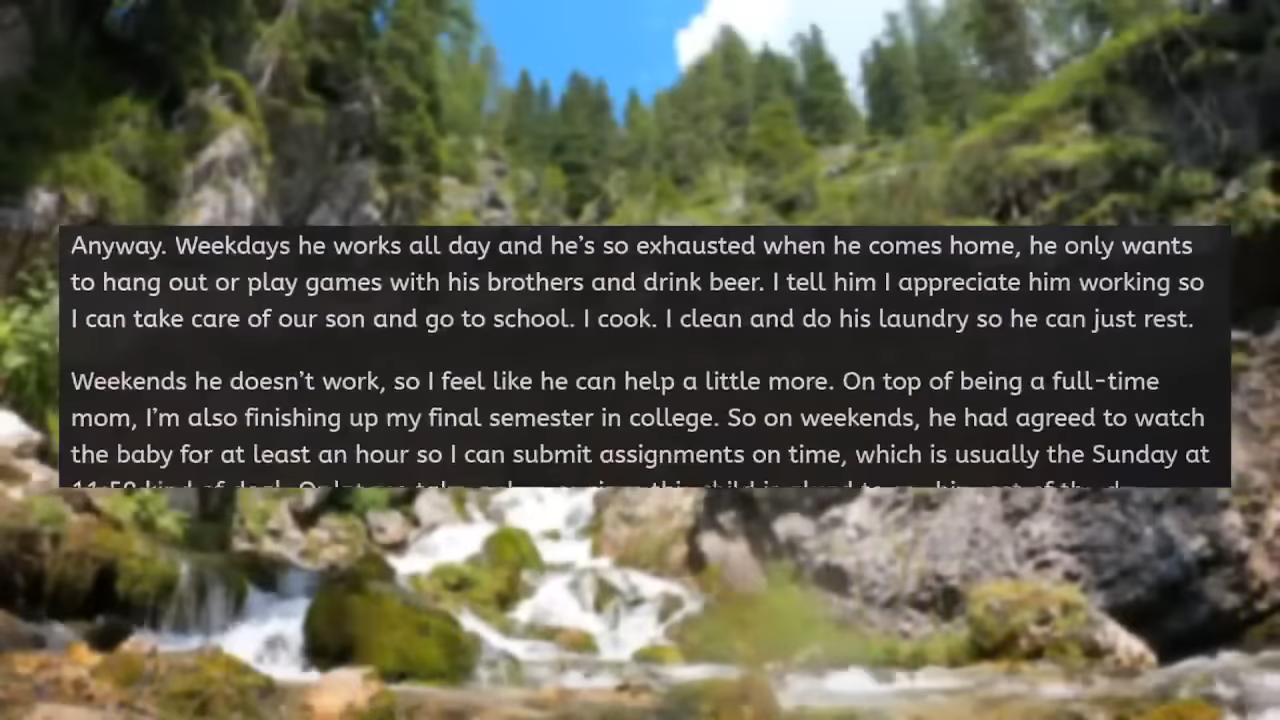 Anyway. Weekdays he works all day and he’s so exhausted when he comes home, he only wants
to hang out or play games with his brothers and drink beer. I tell him I appreciate him working so
I can take care of our son and go to school. I cook. I clean and do his laundry so he can just rest.
Weekends he doesn’t work, so I feel like he can help a little more. On top of being a full-time
mom, I’m also finishing up my final semester in college. So on weekends, he had agreed to watch
the baby for at least an hour so I can submit assignments on time, which is usually the Sunday at
kind of deal.